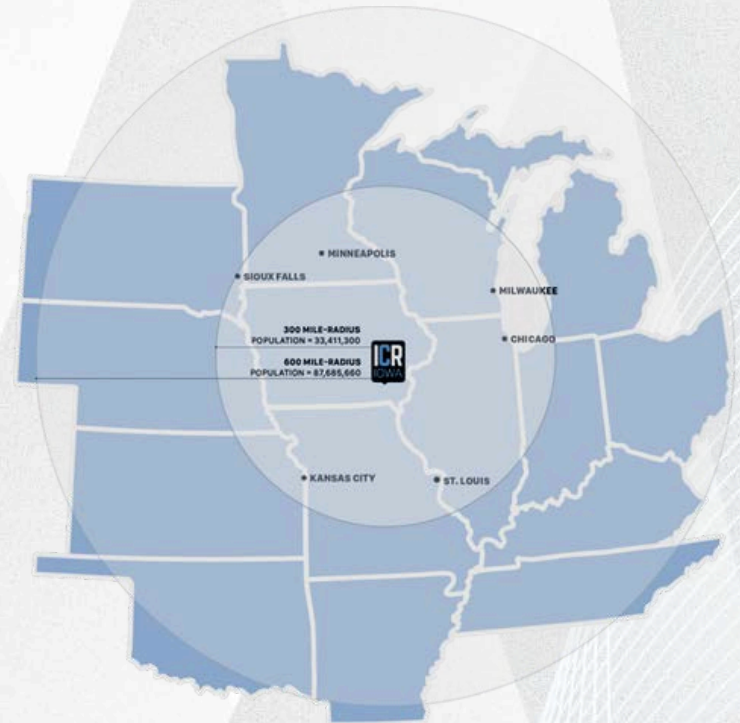 MINNEAPOLIS
SIOUX FALLS
MILWAUKEE
300 MILE-RADIUS
POPULATION = 33,411,300
CHICAGO
600 MILE-RADIUS
POPULATION = 87,685,660
ICR
IOWA
KANSAS CITY
ST. LOUIS